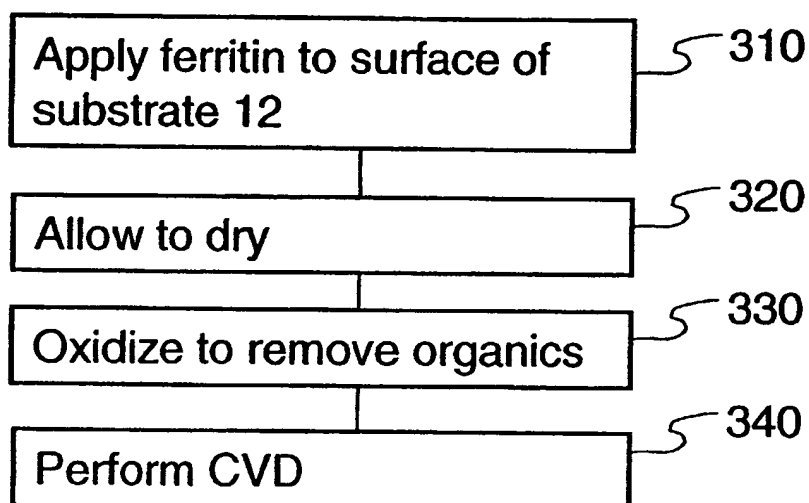 Apply ferritin to surface of
substrate 12
310
Allow to dry
320
Oxidize to remove organics
330
Perform CVD
340